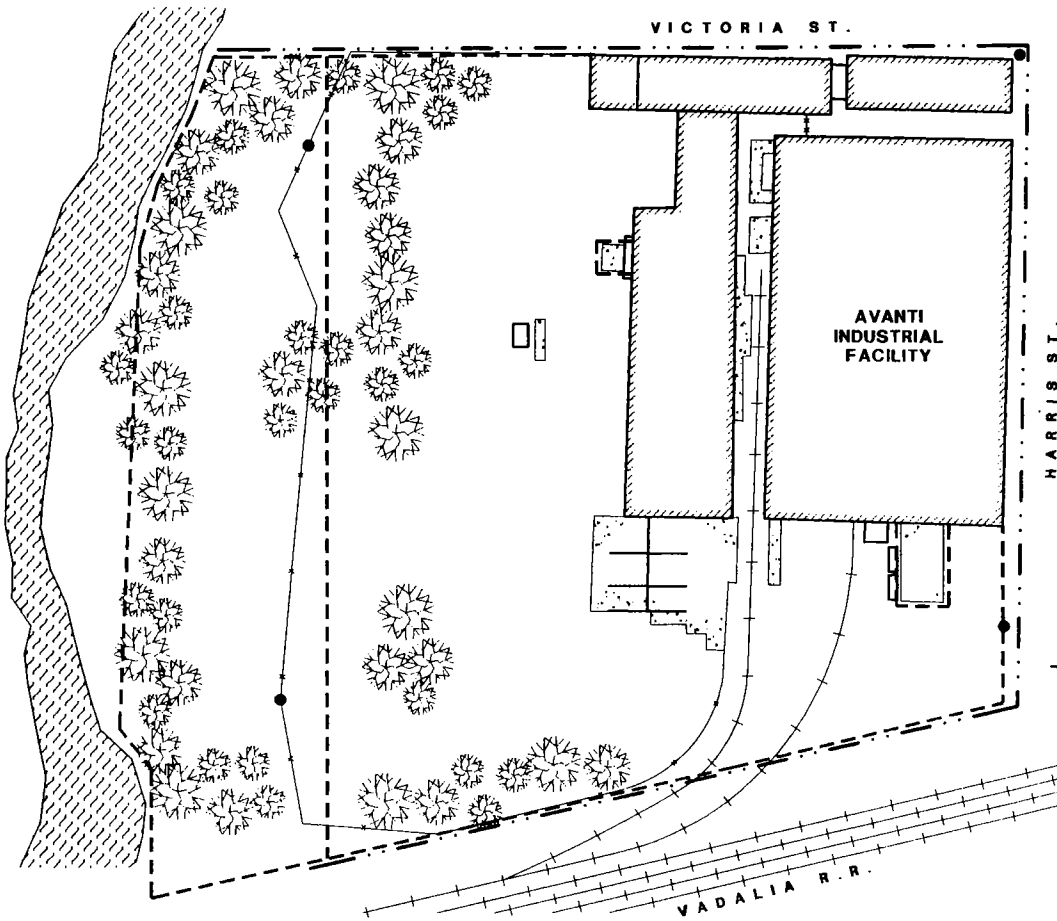 VICTORIA ST.
AVANTI
INDUSTRIAL
FACILITY
HARRIS ST.
VADALIA R.R.